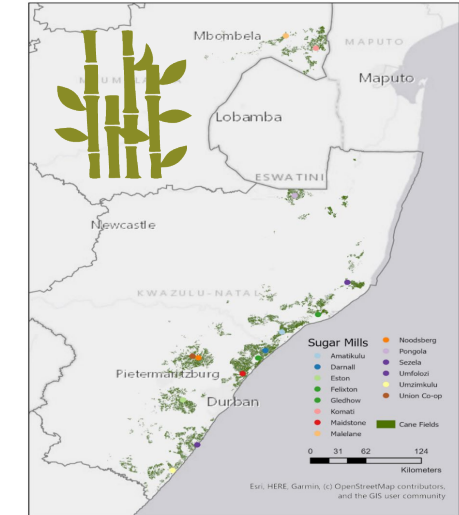 Mbombela
MAPUTO
Maputo
Lobamba
ESWATINI
Newcastle
KWAZULU-NATAL
Pietermaritzburg
Durban
Sugar Mills
Amatikulu
Darnall
Eston
Felixton
Gledhow
Komati
Maidstone
Malelane
Noodsberg
Pongola
Sezela
Umfolozi
Umzimkulu
Union Co-op
Cane Fields
0 31 62 124
Kilometers
Esri, HERE, Garmin, (c) OpenStreetMap contributors,
and the GIS user community